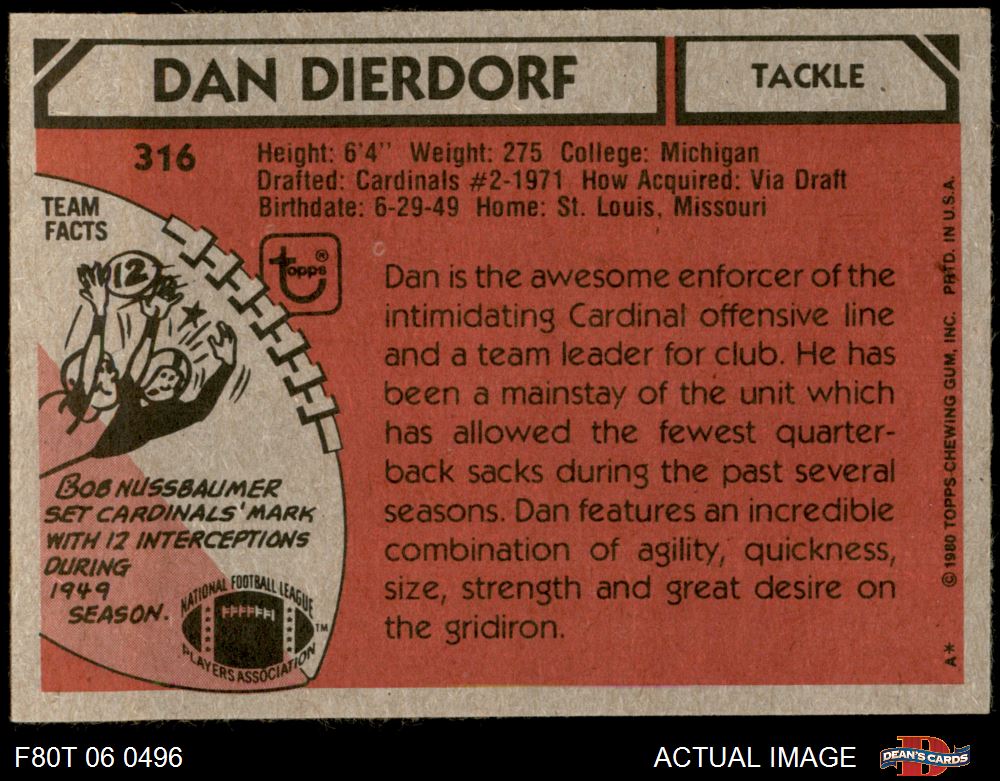 DAN DIERDORF
TACKLE
316
Height: 6'4" Weight: 275 College: Michigan
Drafted: Cardinals #2-1971 How Acquired: Via Draft
Birthdate: 6-29-49 Home: St. Louis, Missouri
TEAM
FACTS
12
topps®
Dan is the awesome enforcer of the
intimidating Cardinal offensive line
and a team leader for club. He has
been a mainstay of the unit which
has allowed the fewest quarter-
back sacks during the past several
seasons. Dan features an incredible
combination of agility, quickness,
size, strength and great desire on
the gridiron.
BOB NUSSBAUMER
SET CARDINALS' MARK
WITH 12 INTERCEPTIONS
DURING
1949
SEASON.
NATIONAL FOOTBALL LEAGUE
PLAYERS ASSOCIATION
TM
A* © 1980 TOPPS CHEWING GUM, INC. PRTD. IN U.S.A.
F80T 06 0496
ACTUAL IMAGE
DEAN'S CARDS